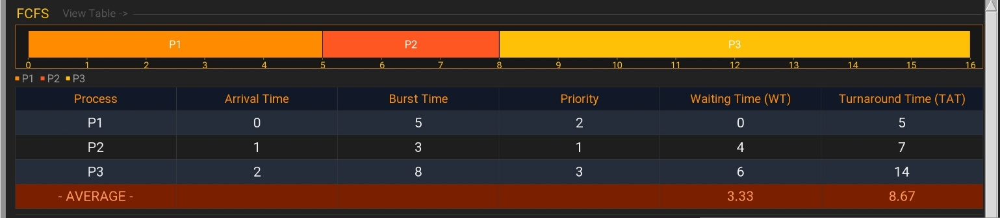 FCFS View Table ->
P1 P2 P3
0 1 2 3 4 5 6 7 8 9 10 11 12 13 14 15 16
P1 P2 P3
Process Arrival Time Burst Time Priority Waiting Time (WT) Turnaround Time (TAT)
P1 0 5 2 0 5
P2 1 3 1 4 7
P3 2 8 3 6 14
- AVERAGE - 3.33 8.67